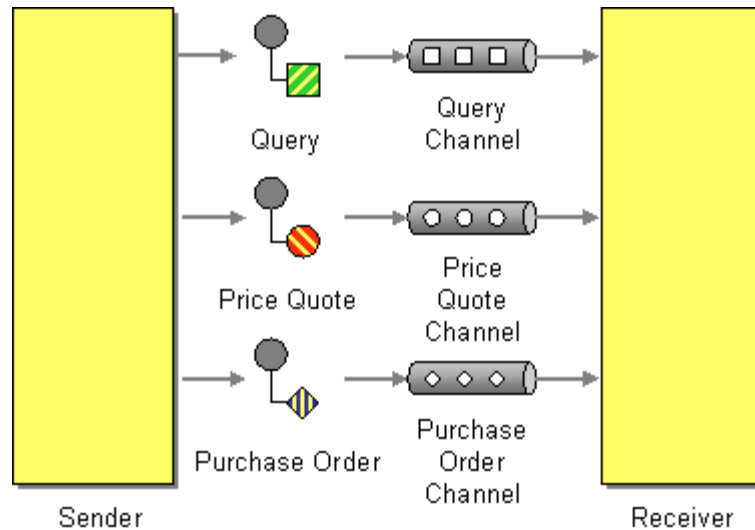 Query
Query
Channel
Price Quote
Price
Quote
Channel
Purchase Order
Purchase
Order
Channel
Sender
Receiver